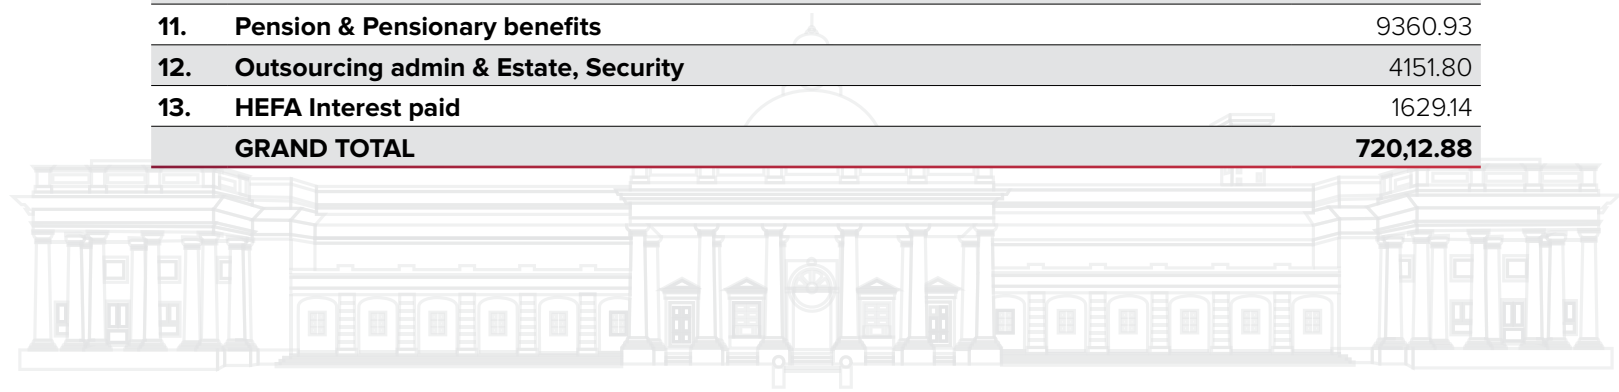 11. Pension & Pensionary benefits 9360.93
12. Outsourcing admin & Estate, Security 4151.80
13. HEFA Interest paid 1629.14
GRAND TOTAL 720,12.88